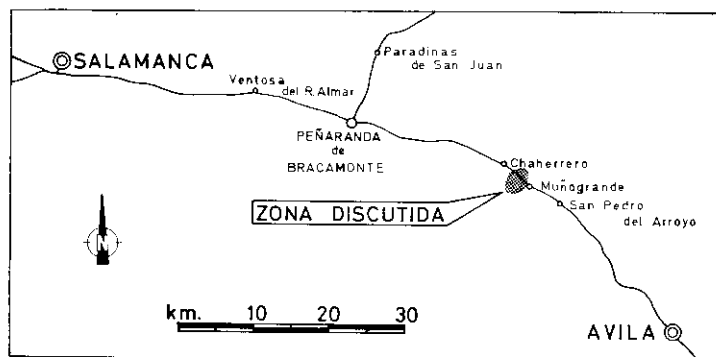 SALAMANCA
Paradinas
de San Juan
Ventosa
del R. Almar
PEÑARANDA
de
BRACAMONTE
Chaherrero
Muñogrande
San Pedro
del Arroyo
ZONA DISCUTIDA
N
km. 10 20 30
AVILA